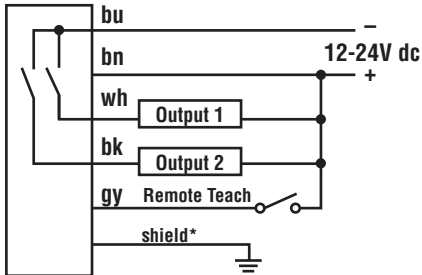 bu
–
12-24V dc
bn
+
wh
Output 1
bk
Output 2
gy Remote Teach
shield*